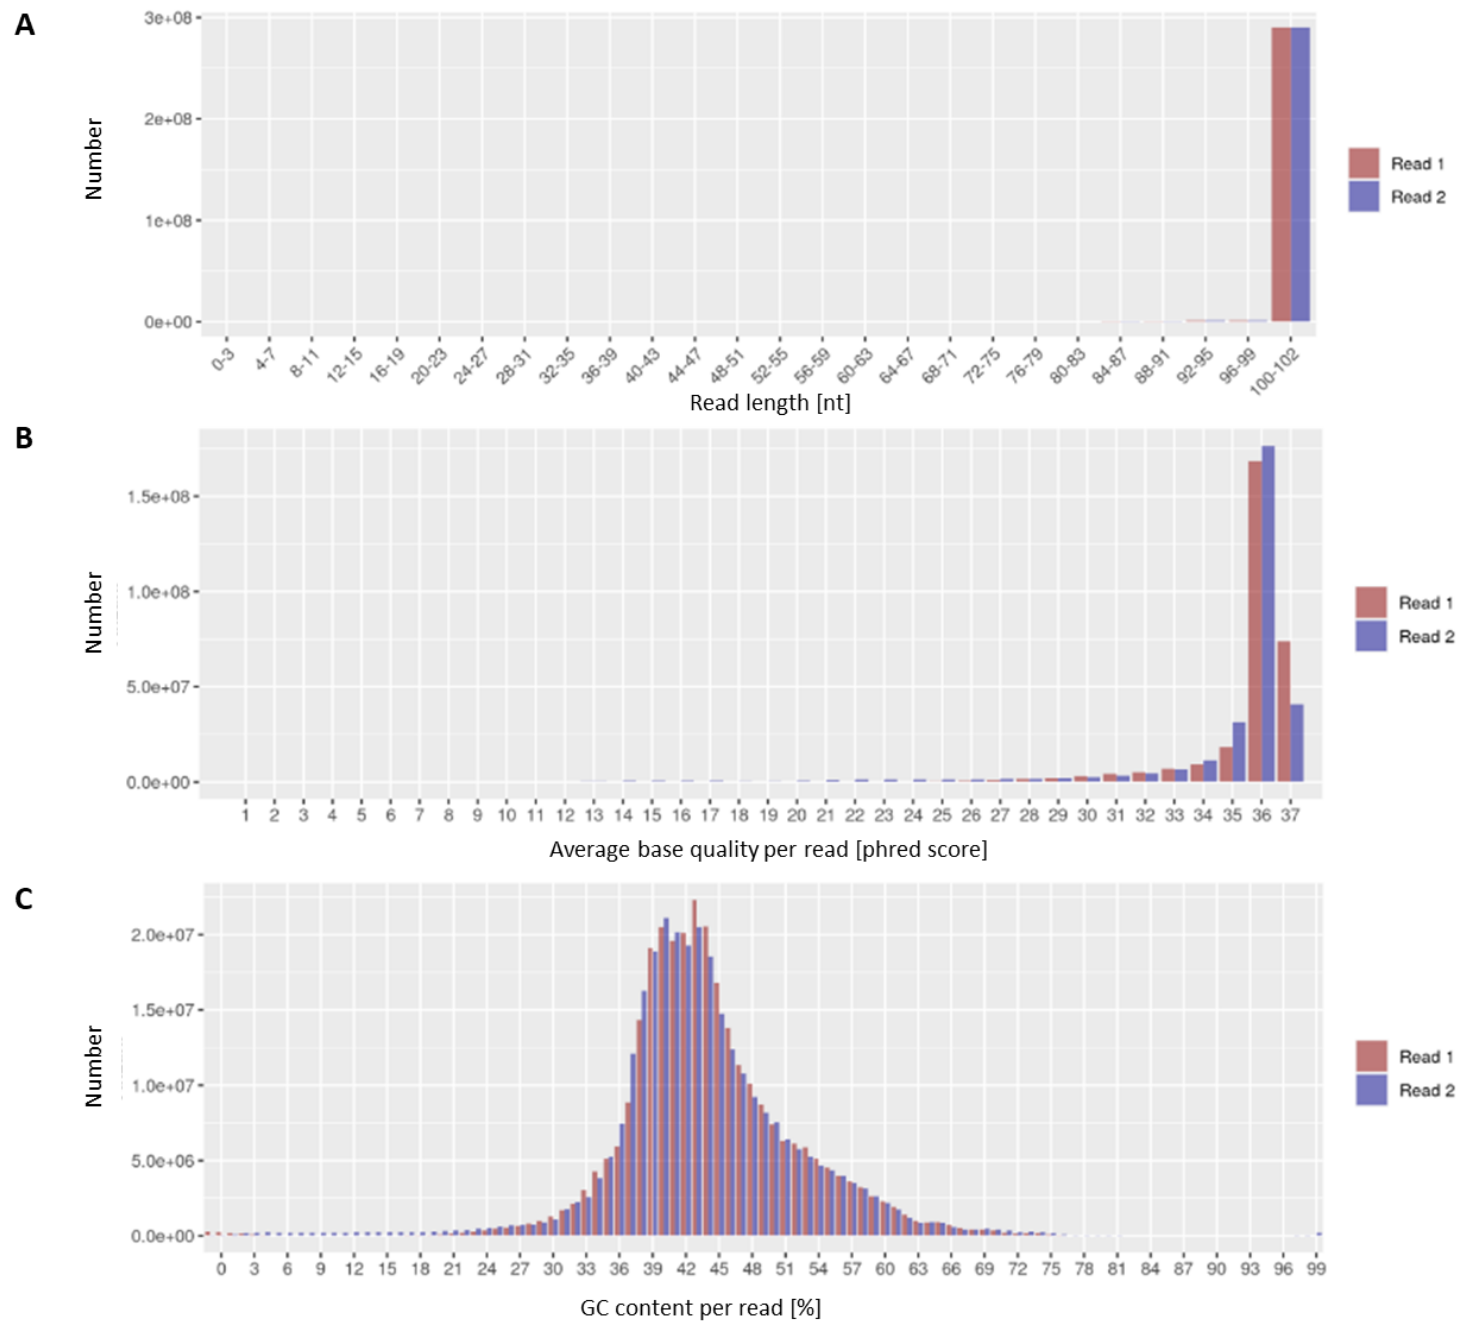 A
3e+08
2e+08
1e+08
0e+00
Number
0-3 4-7 8-11 12-15 16-19 20-23 24-27 28-31 32-35 36-39 40-43 44-47 48-51 52-55 56-59 60-63 64-67 68-71 72-75 76-79 80-83 84-87 88-91 92-95 96-99 100-102
Read length [nt]
Read 1
Read 2
B
1.5e+08
1.0e+08
5.0e+07
0.0e+00
Number
1 2 3 4 5 6 7 8 9 10 11 12 13 14 15 16 17 18 19 20 21 22 23 24 25 26 27 28 29 30 31 32 33 34 35 36 37
Average base quality per read [phred score]
Read 1
Read 2
C
2.0e+07
1.5e+07
1.0e+07
5.0e+06
0.0e+00
Number
0 3 6 9 12 15 18 21 24 27 30 33 36 39 42 45 48 51 54 57 60 63 66 69 72 75 78 81 84 87 90 93 96 99
GC content per read [%]
Read 1
Read 2